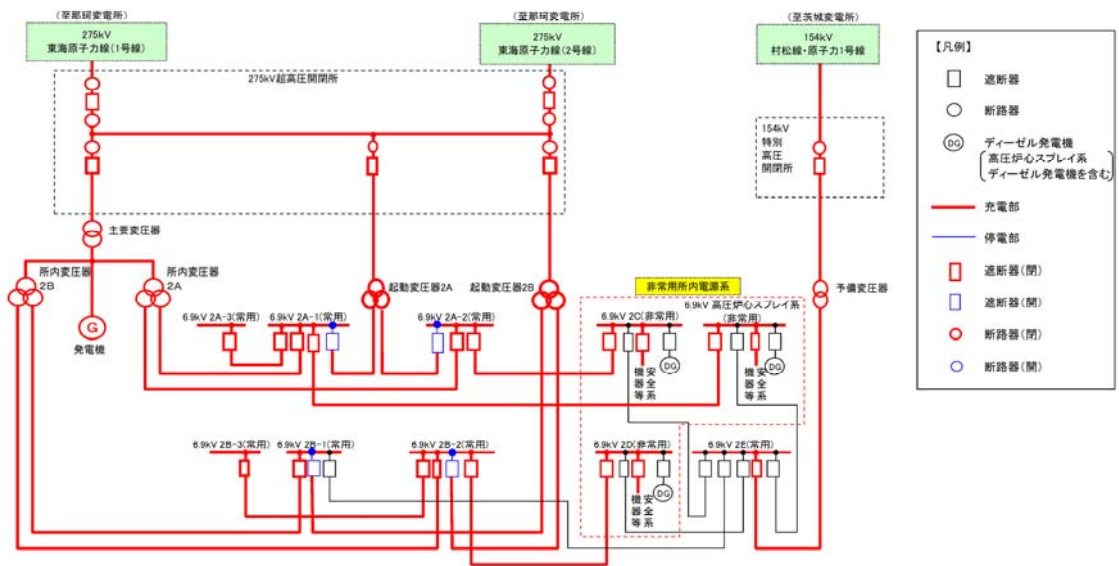 (至那珂変電所)
275kV
東海原子力線(1号線)
(至那珂変電所)
275kV
東海原子力線(2号線)
(至茨城変電所)
154kV
村松線・原子力1号線
275kV超高圧開閉所
154kV
特別
高圧
開閉所
主要変圧器
所内変圧器
2B
所内変圧器
2A
G
発電機
起動変圧器2A
起動変圧器2B
予備変圧器
非常用所内電源系
6.9kV 2A-3(常用)
6.9kV 2A-1(常用)
6.9kV 2A-2(常用)
6.9kV 2C(非常用)
6.9kV 高圧炉心スプレイ系
(非常用)
DG
DG
安全系
機器等
安全系
機器等
6.9kV 2B-3(常用)
6.9kV 2B-1(常用)
6.9kV 2B-2(常用)
6.9kV 2D(非常用)
6.9kV 2E(常用)
DG
安全系
機器等
【凡例】
遮断器
断路器
DG
ディーゼル発電機
高圧炉心スプレイ系
ディーゼル発電機を含む
充電部
停電部
遮断器(閉)
遮断器(開)
断路器(閉)
断路器(開)